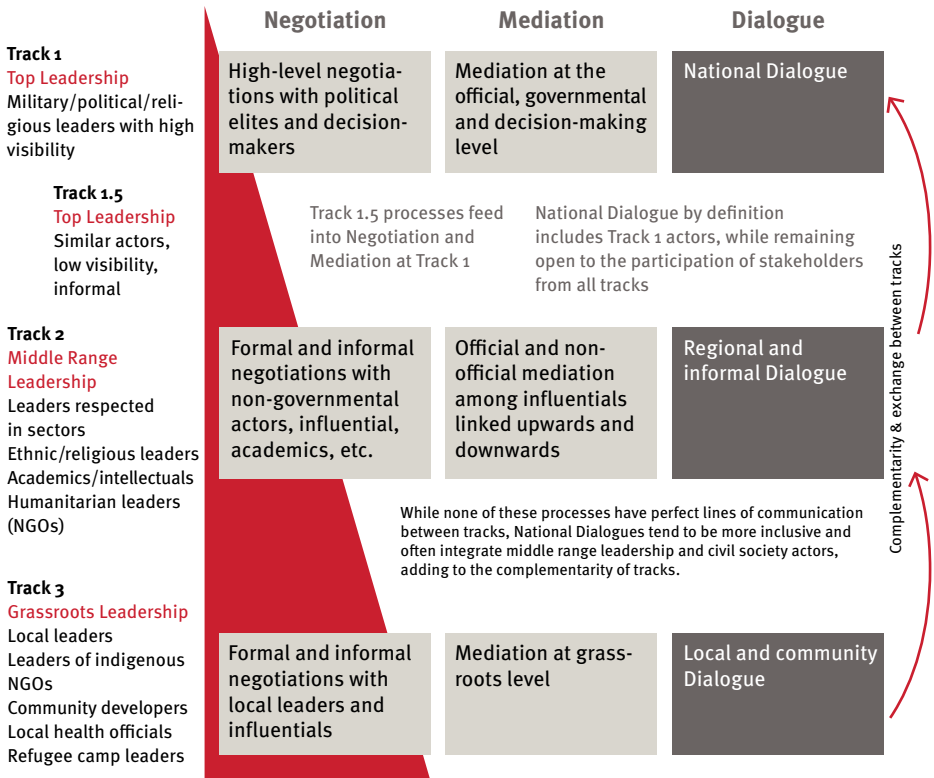 Negotiation
Mediation
Dialogue
Track 1
Top Leadership
Military/political/reli-
gious leaders with high
visibility
High-level negotia-
tions with political
elites and decision-
makers
Mediation at the
official, governmental
and decision-making
level
National Dialogue
Track 1.5
Top Leadership
Similar actors,
low visibility,
informal
Track 1.5 processes feed
into Negotiation and
Mediation at Track 1
National Dialogue by definition
includes Track 1 actors, while remaining
open to the participation of stakeholders
from all tracks
Track 2
Middle Range
Leadership
Leaders respected
in sectors
Ethnic/religious leaders
Academics/intellectuals
Humanitarian leaders
(NGOs)
Formal and informal
negotiations with
non-governmental
actors, influential,
academics, etc.
Official and non-
official mediation
among influentials
linked upwards and
downwards
Regional and
informal Dialogue
Complementarity & exchange between tracks
While none of these processes have perfect lines of communication
between tracks, National Dialogues tend to be more inclusive and
often integrate middle range leadership and civil society actors,
adding to the complementarity of tracks.
Track 3
Grassroots Leadership
Local leaders
Leaders of indigenous
NGOs
Community developers
Local health officials
Refugee camp leaders
Formal and informal
negotiations with
local leaders and
influentials
Mediation at grass-
roots level
Local and community
Dialogue